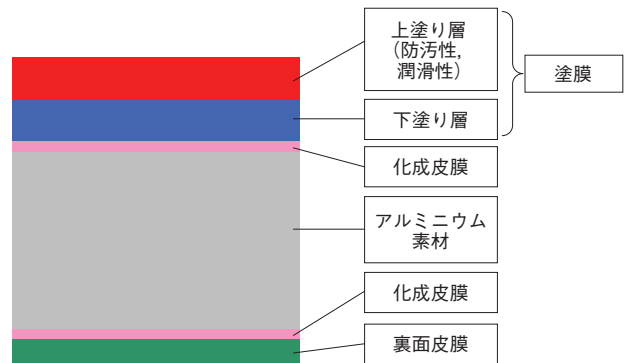 上塗り層
(防汚性,
潤滑性)
塗膜
下塗り層
化成皮膜
アルミニウム
素材
化成皮膜
裏面皮膜